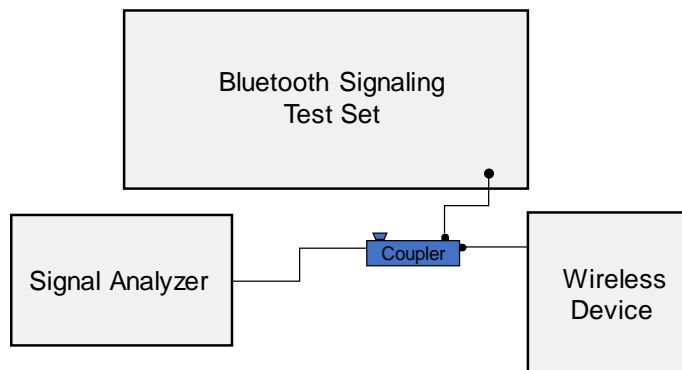 Bluetooth Signaling
Test Set
Signal Analyzer
Coupler
Wireless
Device